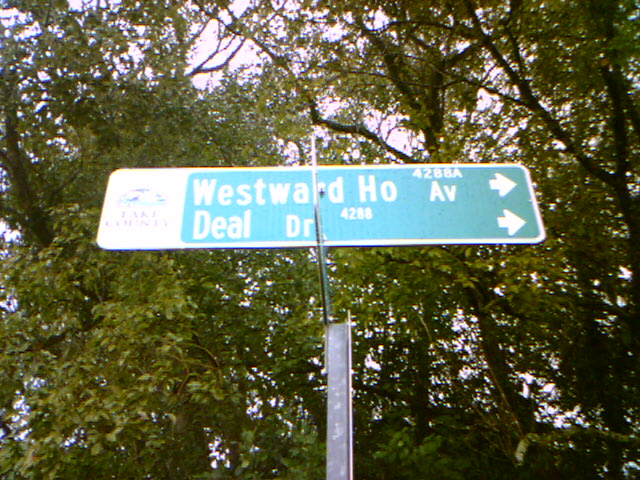 LAKE
COUNTY
Westward Ho Av 4288A
Deal Dr 4288